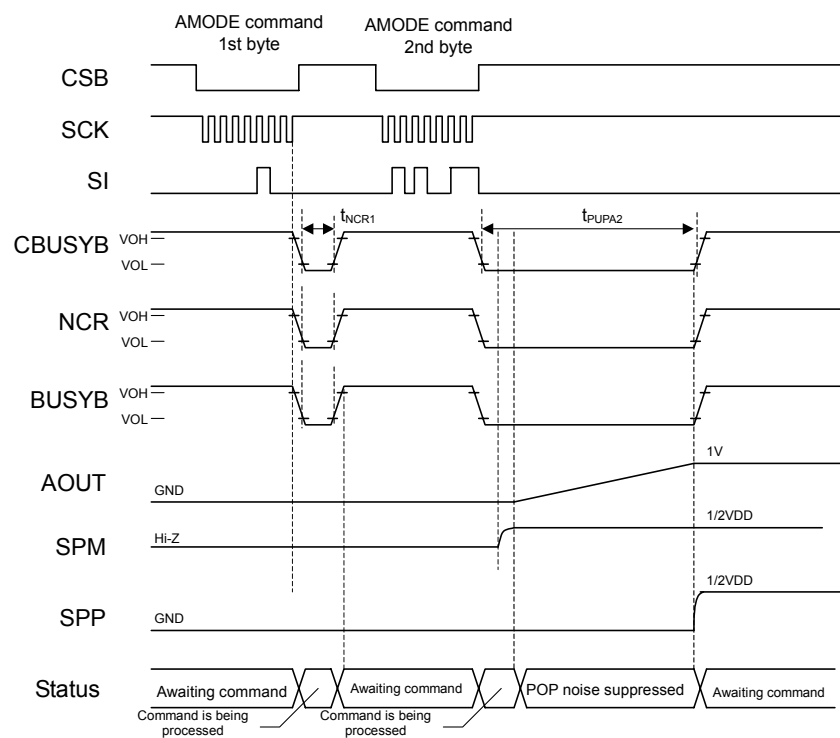 AMODE command
1st byte
AMODE command
2nd byte
CSB
SCK
SI
tNCR1
tPUPA2
CBUSYB
VOH
VOL
NCR
VOH
VOL
BUSYB
VOH
VOL
AOUT
GND
1V
SPM
Hi-Z
1/2VDD
SPP
GND
1/2VDD
Status
Awaiting command
Awaiting command
POP noise suppressed
Awaiting command
Command is being
processed
Command is being
processed